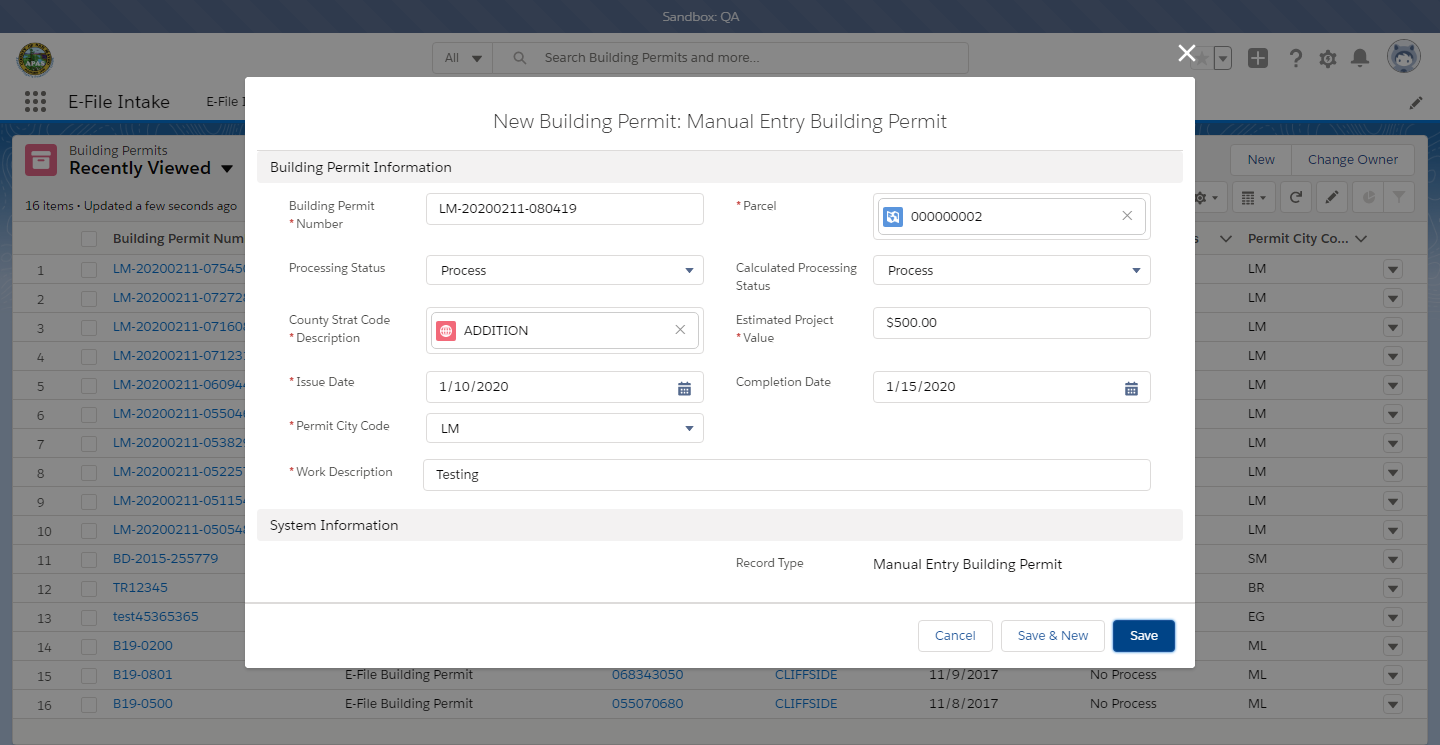 Sandbox: QA
APAS
All
Search Building Permits and more...
E-File Intake
E-File I
Building Permits
Recently Viewed
New
Change Owner
16 items • Updated a few seconds ago
Building Permit Num
s
Permit City Co...
1 LM-20200211-07545 LM
2 LM-20200211-07272 LM
3 LM-20200211-07160 LM
4 LM-20200211-07123 LM
5 LM-20200211-06094 LM
6 LM-20200211-05504 LM
7 LM-20200211-05382 LM
8 LM-20200211-05225 LM
9 LM-20200211-05115 LM
10 LM-20200211-05054 LM
11 BD-2015-255779 SM
12 TR12345 BR
13 test45365365 EG
14 B19-0200 ML
15 B19-0801 E-File Building Permit 068343050 CLIFFSIDE 11/9/2017 No Process ML
16 B19-0500 E-File Building Permit 055070680 CLIFFSIDE 11/8/2017 No Process ML
New Building Permit: Manual Entry Building Permit
Building Permit Information
Building Permit
*Number
LM-20200211-080419
*Parcel
000000002
Processing Status
Process
Calculated Processing
Status
Process
County Strat Code
*Description
ADDITION
Estimated Project
*Value
$500.00
*Issue Date
1/10/2020
Completion Date
1/15/2020
*Permit City Code
LM
*Work Description
Testing
System Information
Record Type
Manual Entry Building Permit
Cancel
Save & New
Save